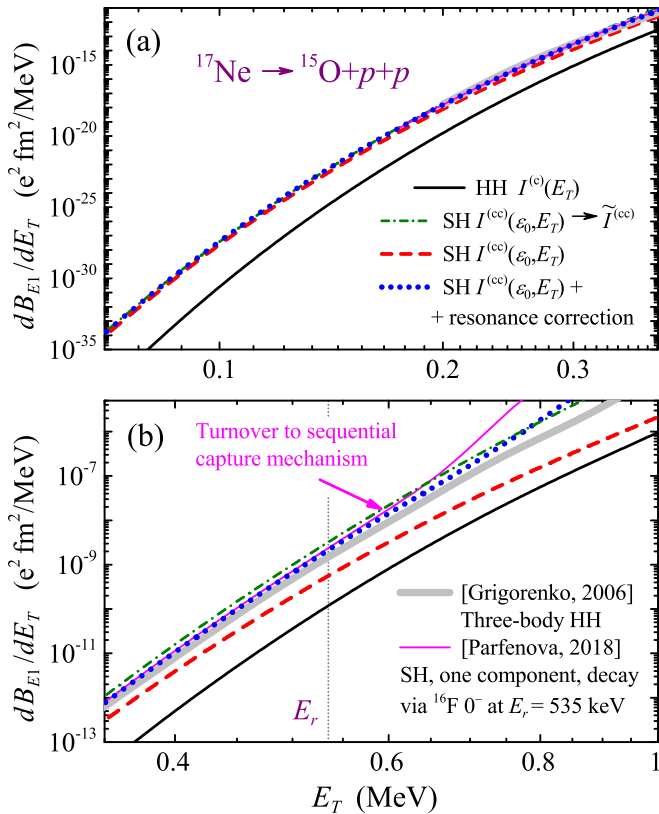 (a)
¹⁷Ne → ¹⁵O+p+p
dB_{E1}/dE_T (e² fm²/MeV)
10⁻¹⁵
10⁻²⁰
10⁻²⁵
10⁻³⁰
10⁻³⁵
HH I⁽ᶜ⁾(E_T)
SH I⁽ᶜᶜ⁾(ε₀,E_T) → Ĩ⁽ᶜᶜ⁾
SH I⁽ᶜᶜ⁾(ε₀,E_T)
SH I⁽ᶜᶜ⁾(ε₀,E_T) +
+ resonance correction
0.1
0.2
0.3
(b)
Turnover to sequential
capture mechanism
dB_{E1}/dE_T (e² fm²/MeV)
10⁻⁷
10⁻⁹
10⁻¹¹
10⁻¹³
[Grigorenko, 2006]
Three-body HH
[Parfenova, 2018]
SH, one component, decay
via ¹⁶F 0⁻ at E_r = 535 keV
E_r
0.4
0.6
0.8
1
E_T (MeV)